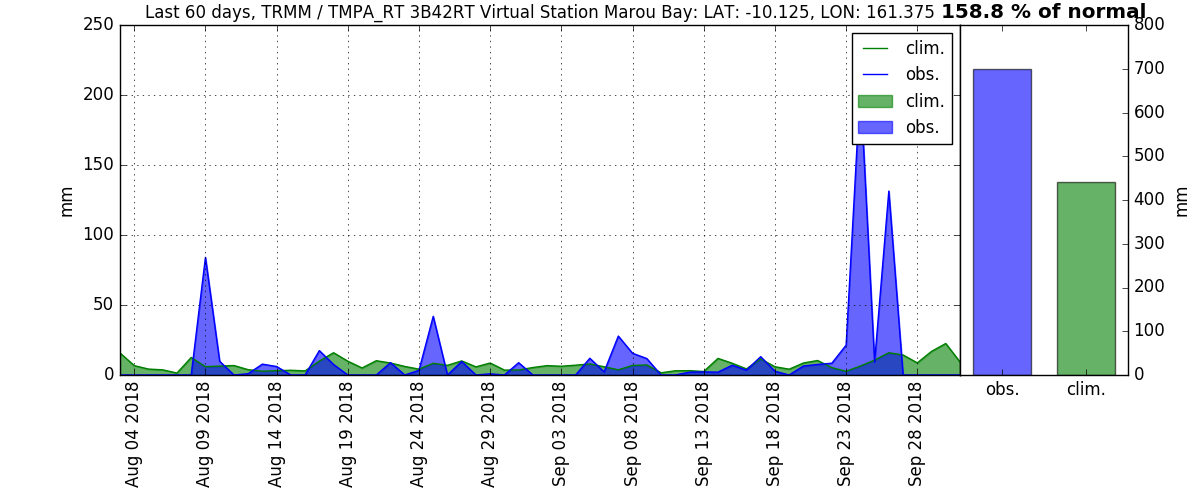 Last 60 days, TRMM / TMPA_RT 3B42RT Virtual Station Marou Bay: LAT: -10.125, LON: 161.375 158.8 % of normal
250
200
150
100
50
0
mm
clim.
obs.
clim.
obs.
Aug 04 2018
Aug 09 2018
Aug 14 2018
Aug 19 2018
Aug 24 2018
Aug 29 2018
Sep 03 2018
Sep 08 2018
Sep 13 2018
Sep 18 2018
Sep 23 2018
Sep 28 2018
800
700
600
500
400
300
200
100
0
mm
obs.
clim.